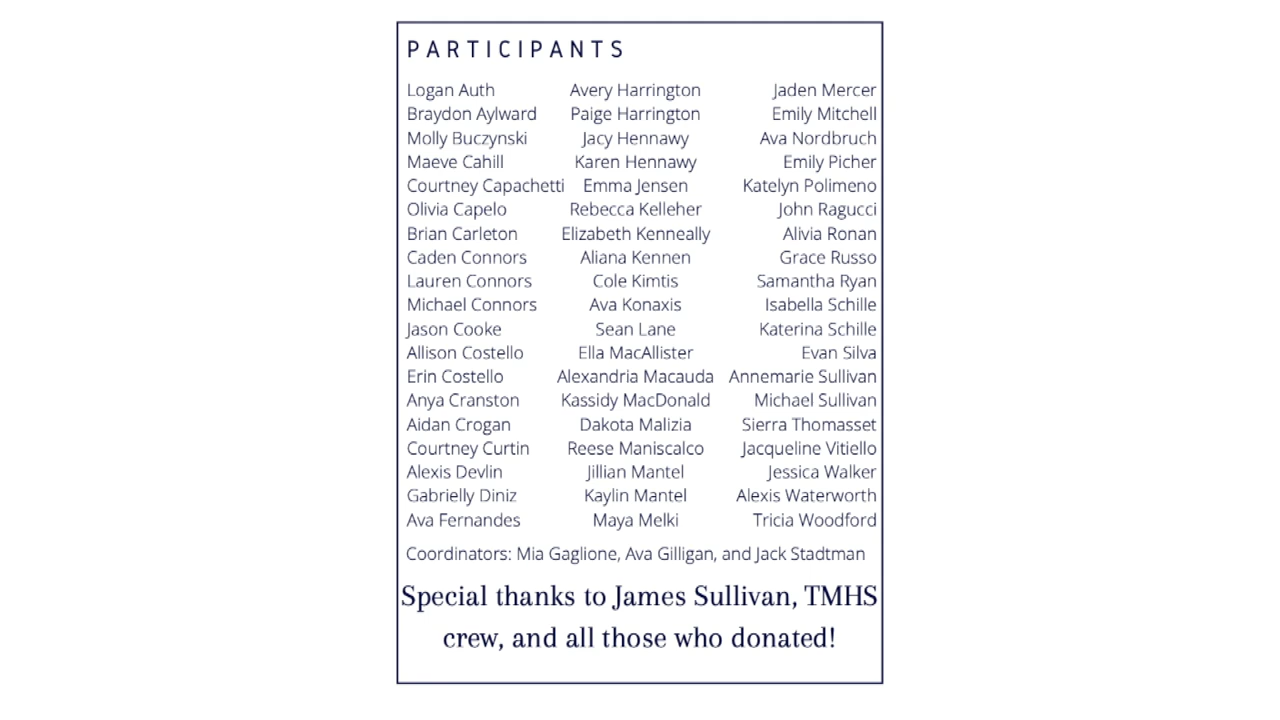 PARTICIPANTS
Logan Auth Avery Harrington Jaden Mercer
Braydon Aylward Paige Harrington Emily Mitchell
Molly Buczynski Jacy Hennawy Ava Nordbruch
Maeve Cahill Karen Hennawy Emily Picher
Courtney Capachetti Emma Jensen Katelyn Polimeno
Olivia Capelo Rebecca Kelleher John Ragucci
Brian Carleton Elizabeth Kenneally Alivia Ronan
Caden Connors Aliana Kennen Grace Russo
Lauren Connors Cole Kimtis Samantha Ryan
Michael Connors Ava Konaxis Isabella Schille
Jason Cooke Sean Lane Katerina Schille
Allison Costello Ella MacAllister Evan Silva
Erin Costello Alexandria Macauda Annemarie Sullivan
Anya Cranston Kassidy MacDonald Michael Sullivan
Aidan Crogan Dakota Malizia Sierra Thomasset
Courtney Curtin Reese Maniscalco Jacqueline Vitiello
Alexis Devlin Jillian Mantel Jessica Walker
Gabrielly Diniz Kaylin Mantel Alexis Waterworth
Ava Fernandes Maya Melki Tricia Woodford
Coordinators: Mia Gaglione, Ava Gilligan, and Jack Stadtman
Special thanks to James Sullivan, TMHS
crew, and all those who donated!